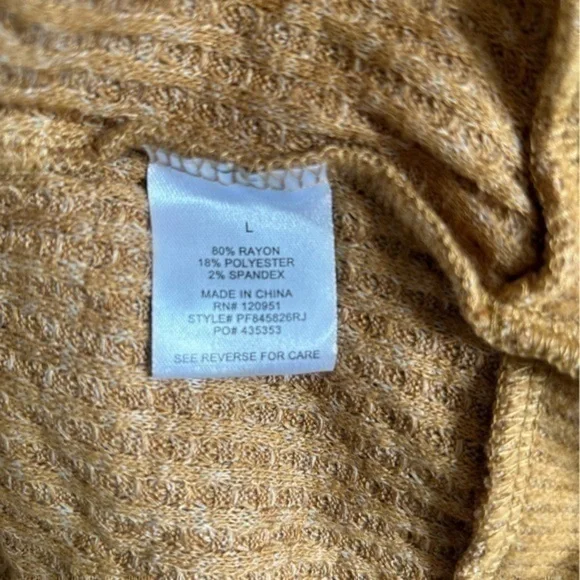 L
80% RAYON
18% POLYESTER
2% SPANDEX
MADE IN CHINA
RN# 120951
STYLE# PF845826RJ
PO# 435353
SEE REVERSE FOR CARE